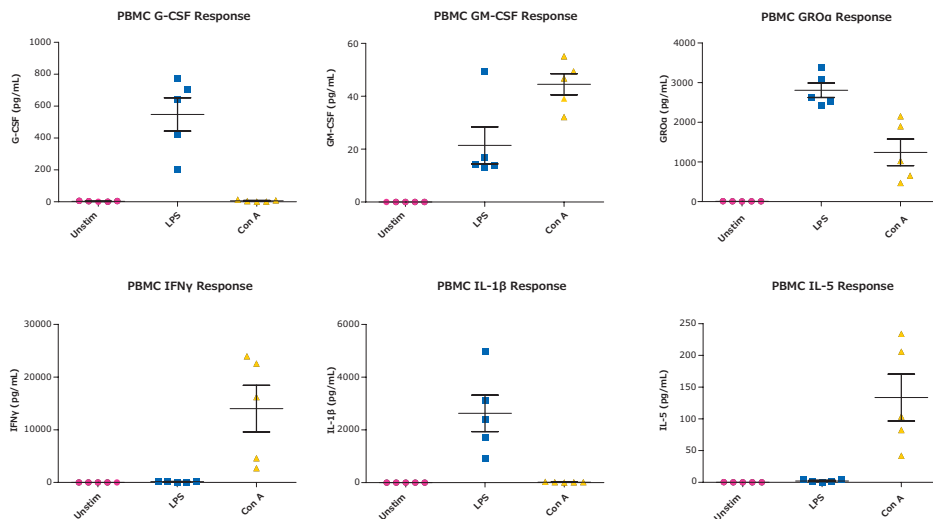 PBMC G-CSF Response
1000
800
600
400
200
0
G-CSF (pg/mL)
Unstim
LPS
Con A
PBMC GM-CSF Response
60
40
20
0
GM-CSF (pg/mL)
Unstim
LPS
Con A
PBMC GROα Response
4000
3000
2000
1000
0
GROα (pg/mL)
Unstim
LPS
Con A
PBMC IFNγ Response
30000
20000
10000
0
IFNγ (pg/mL)
Unstim
LPS
Con A
PBMC IL-1β Response
6000
4000
2000
0
IL-1β (pg/mL)
Unstim
LPS
Con A
PBMC IL-5 Response
250
200
150
100
50
0
IL-5 (pg/mL)
Unstim
LPS
Con A